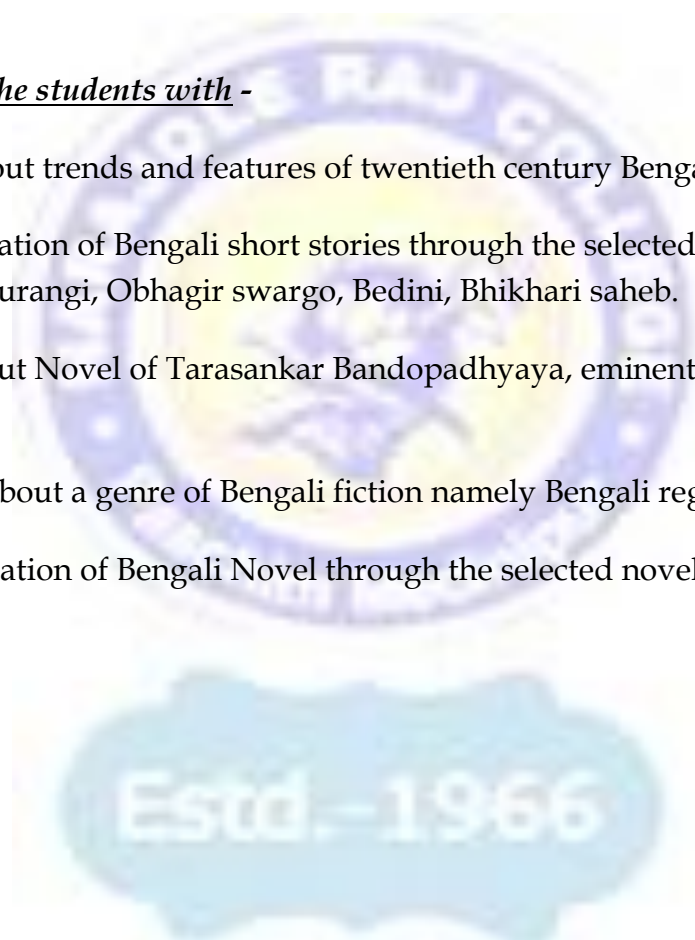 he students with -
RAJ COL
out trends and features of twentieth century Benga
ation of Bengali short stories through the selected
urangi, Obhagir swargo, Bedini, Bhikhari saheb.
ut Novel of Tarasankar Bandopadhyaya, eminent
bout a genre of Bengali fiction namely Bengali reg
ation of Bengali Novel through the selected novel
Estd.-1966